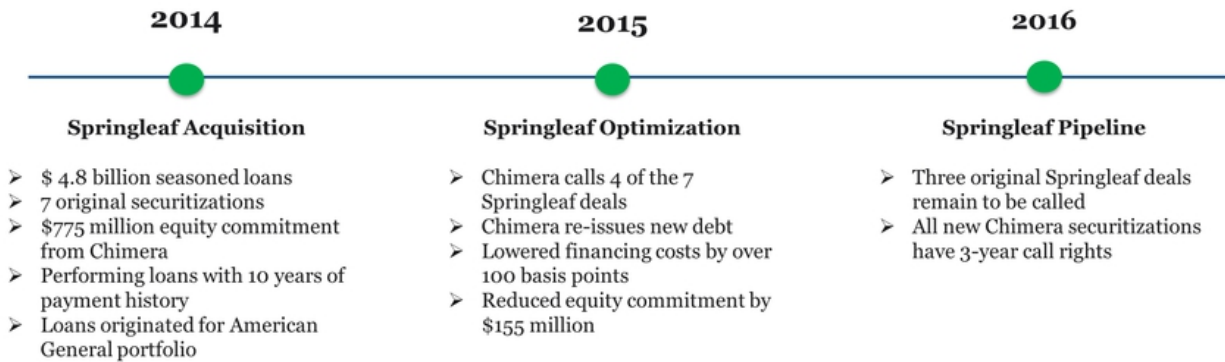 2014
2015
2016
Springleaf Acquisition
➢ $ 4.8 billion seasoned loans
➢ 7 original securitizations
➢ $775 million equity commitment
from Chimera
➢ Performing loans with 10 years of
payment history
➢ Loans originated for American
General portfolio
Springleaf Optimization
➢ Chimera calls 4 of the 7
Springleaf deals
➢ Chimera re-issues new debt
➢ Lowered financing costs by over
100 basis points
➢ Reduced equity commitment by
$155 million
Springleaf Pipeline
➢ Three original Springleaf deals
remain to be called
➢ All new Chimera securitizations
have 3-year call rights